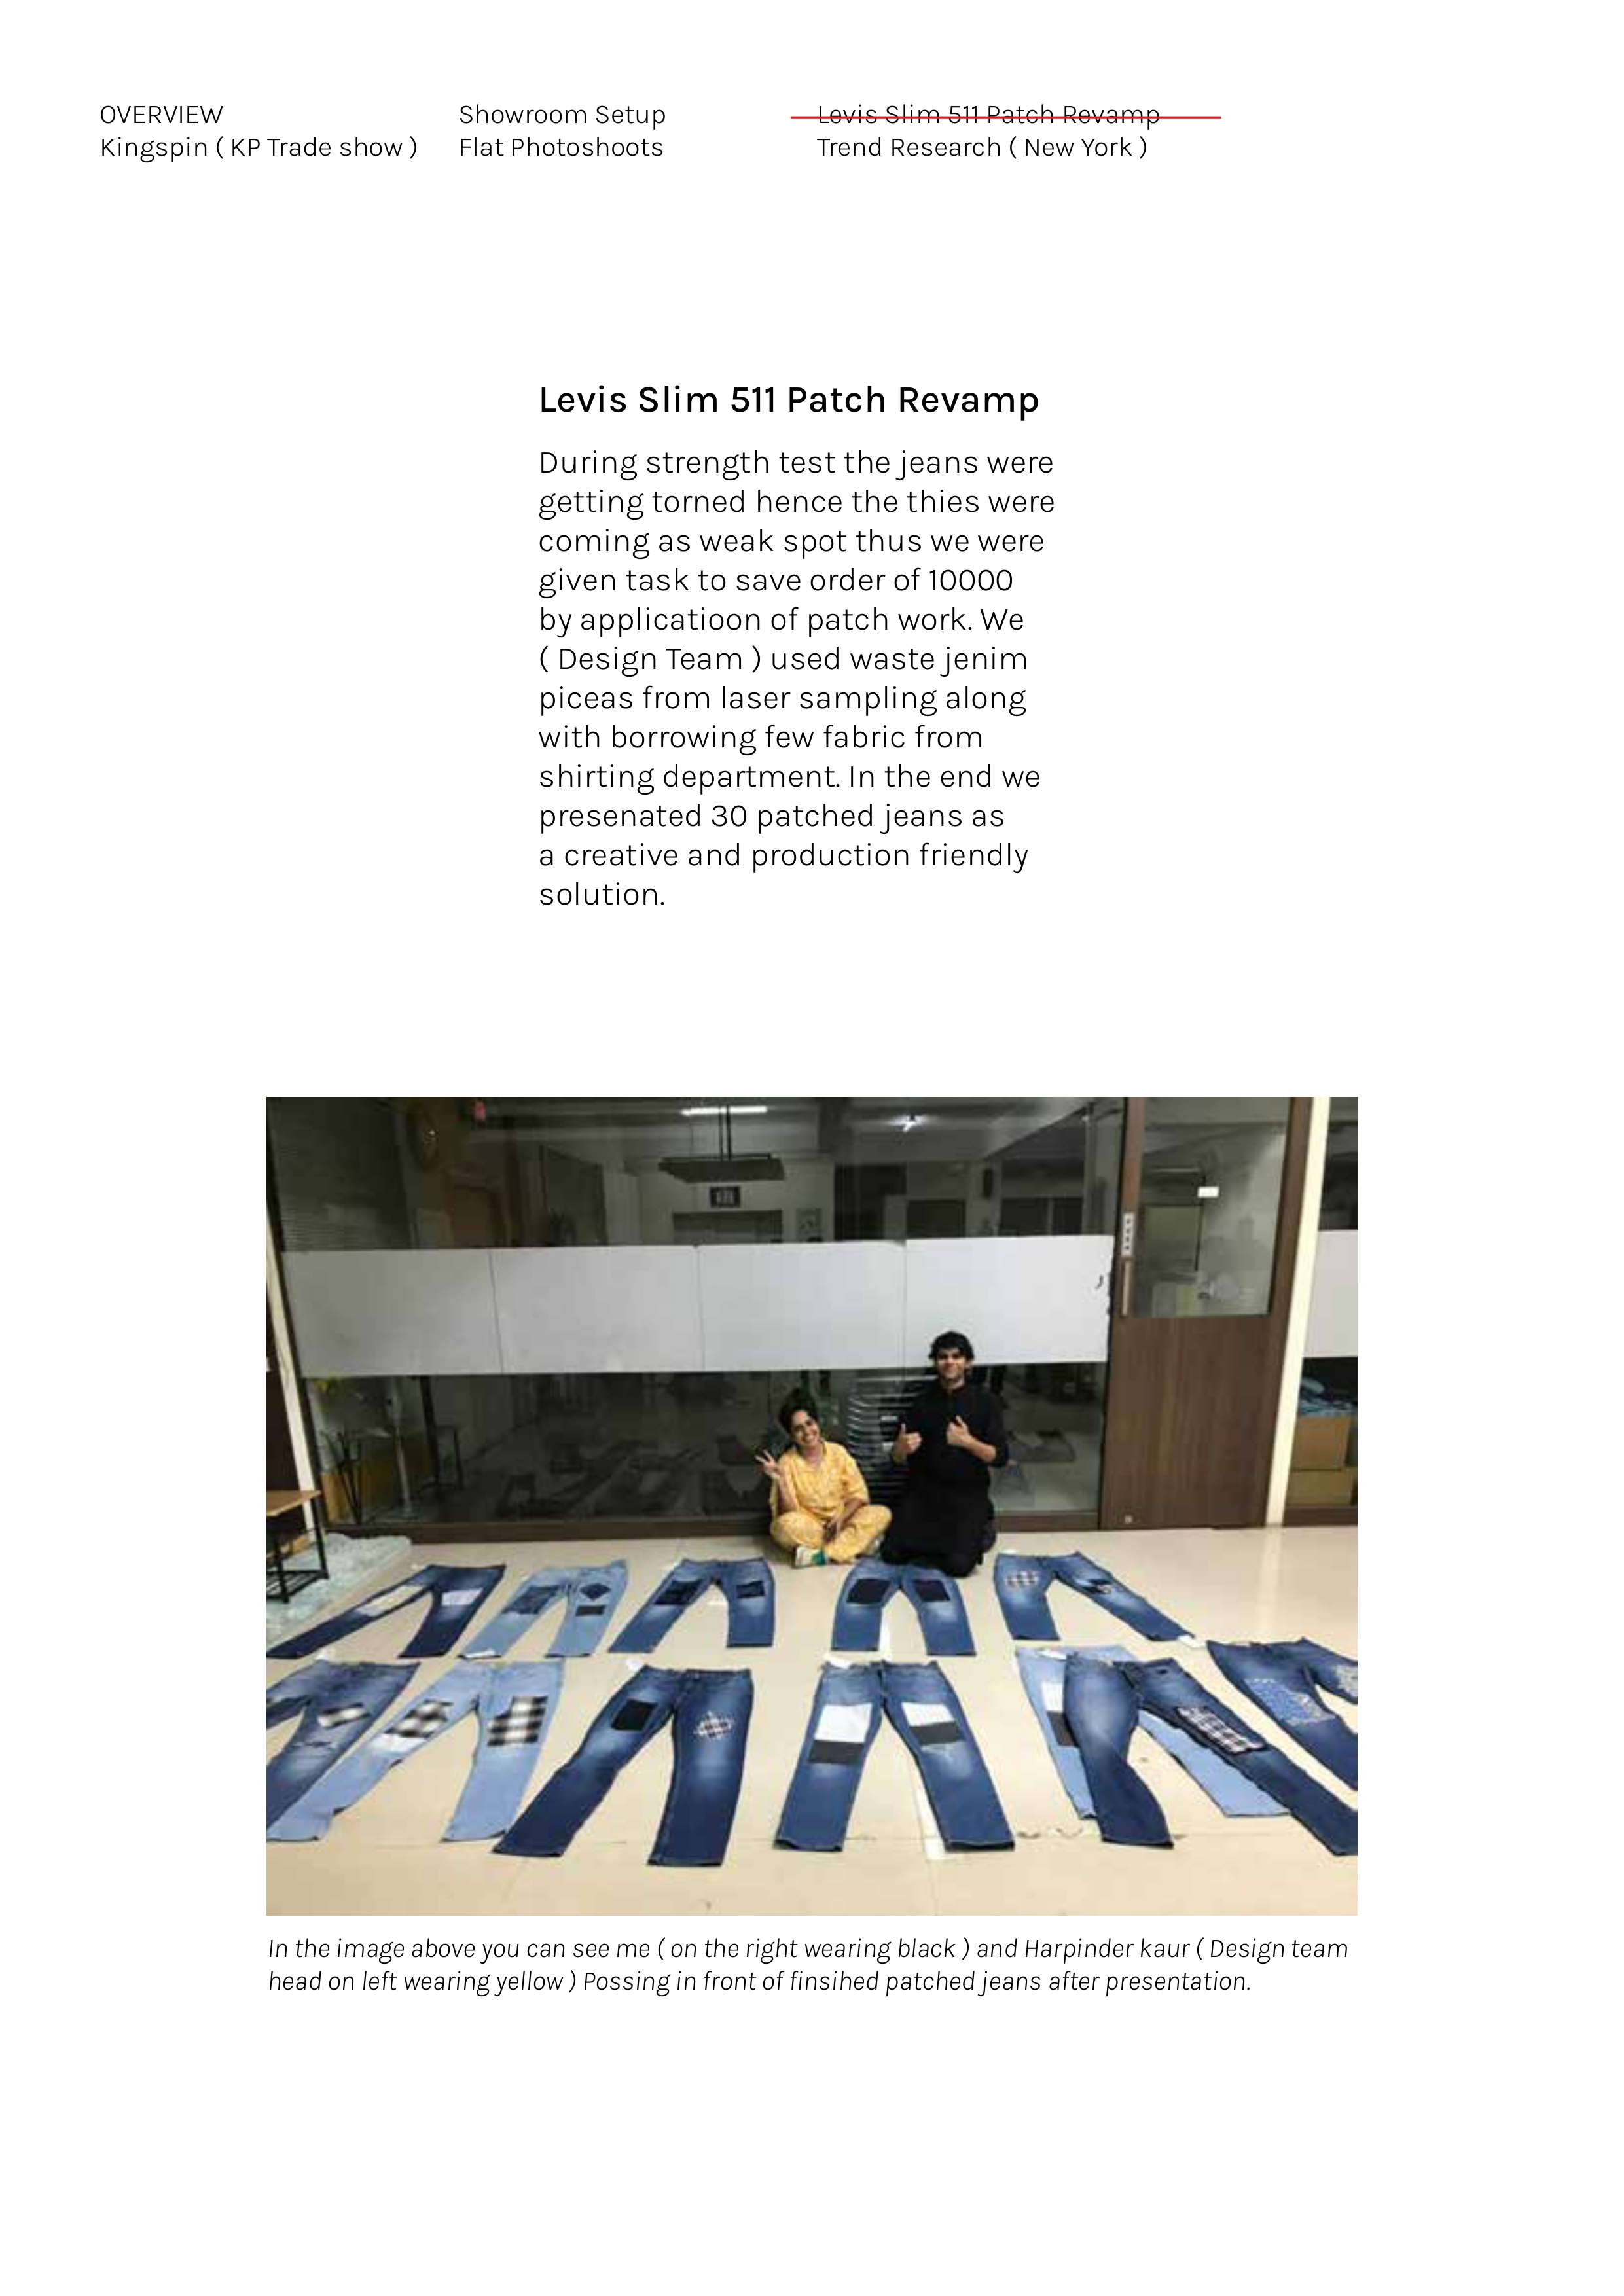 OVERVIEW
Kingspin ( KP Trade show )
Showroom Setup
Flat Photoshoots
Levis Slim 511 Patch Revamp
Trend Research ( New York )
Levis Slim 511 Patch Revamp
During strength test the jeans were
getting torned hence the thies were
coming as weak spot thus we were
given task to save order of 10000
by applicatioon of patch work. We
( Design Team ) used waste jenim
piceas from laser sampling along
with borrowing few fabric from
shirting department. In the end we
presenated 30 patched jeans as
a creative and production friendly
solution.
In the image above you can see me ( on the right wearing black ) and Harpinder kaur ( Design team
head on left wearing yellow ) Possing in front of finsihed patched jeans after presentation.